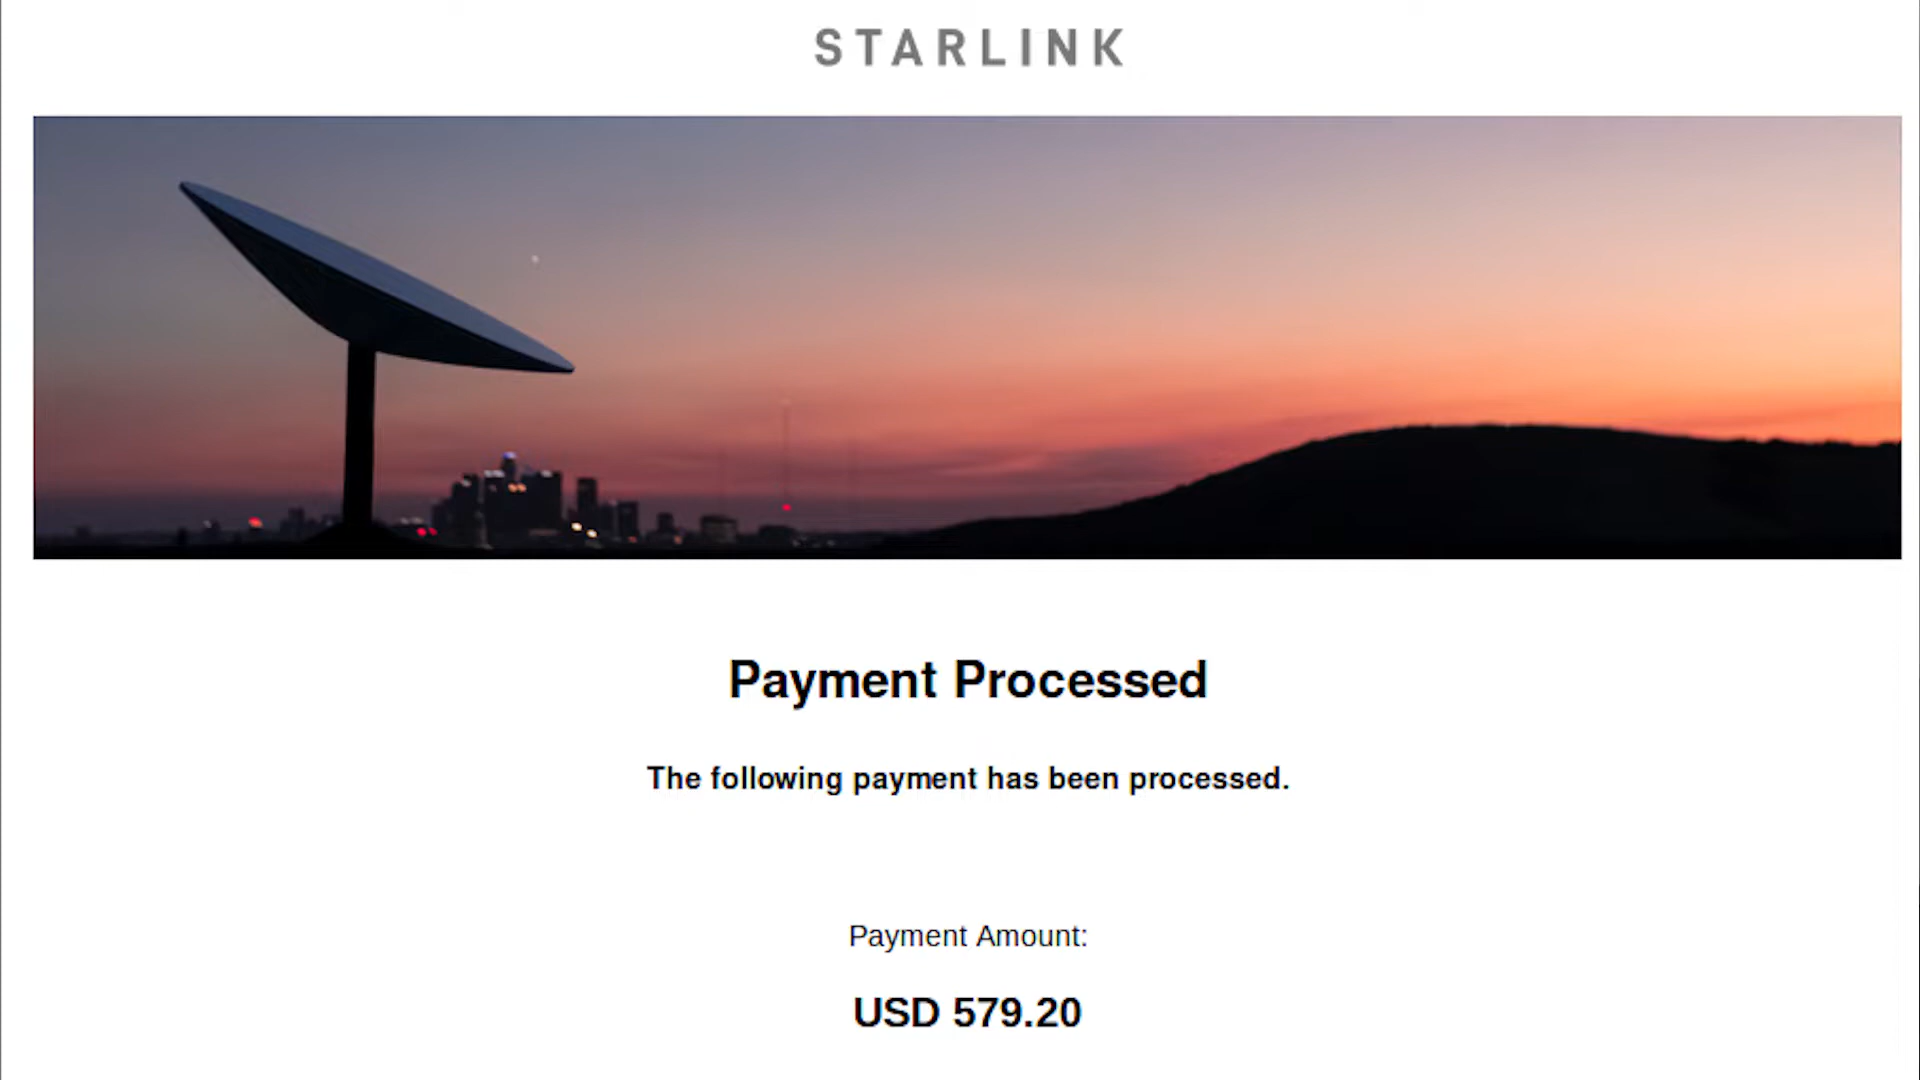 STARLINK
Payment Processed
The following payment has been processed.
Payment Amount:
USD 579.20